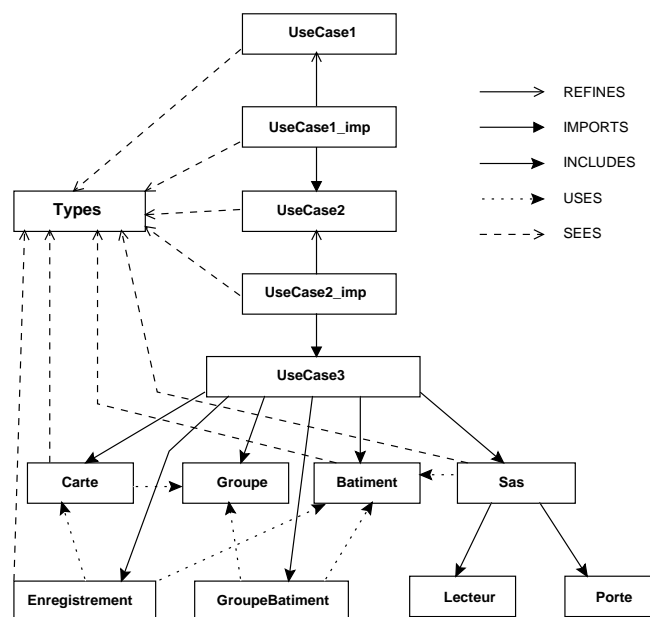 UseCase1
REFINES
UseCase1_imp
IMPORTS
INCLUDES
Types
UseCase2
USES
SEES
UseCase2_imp
UseCase3
Carte
Groupe
Batiment
Sas
Enregistrement
GroupeBatiment
Lecteur
Porte